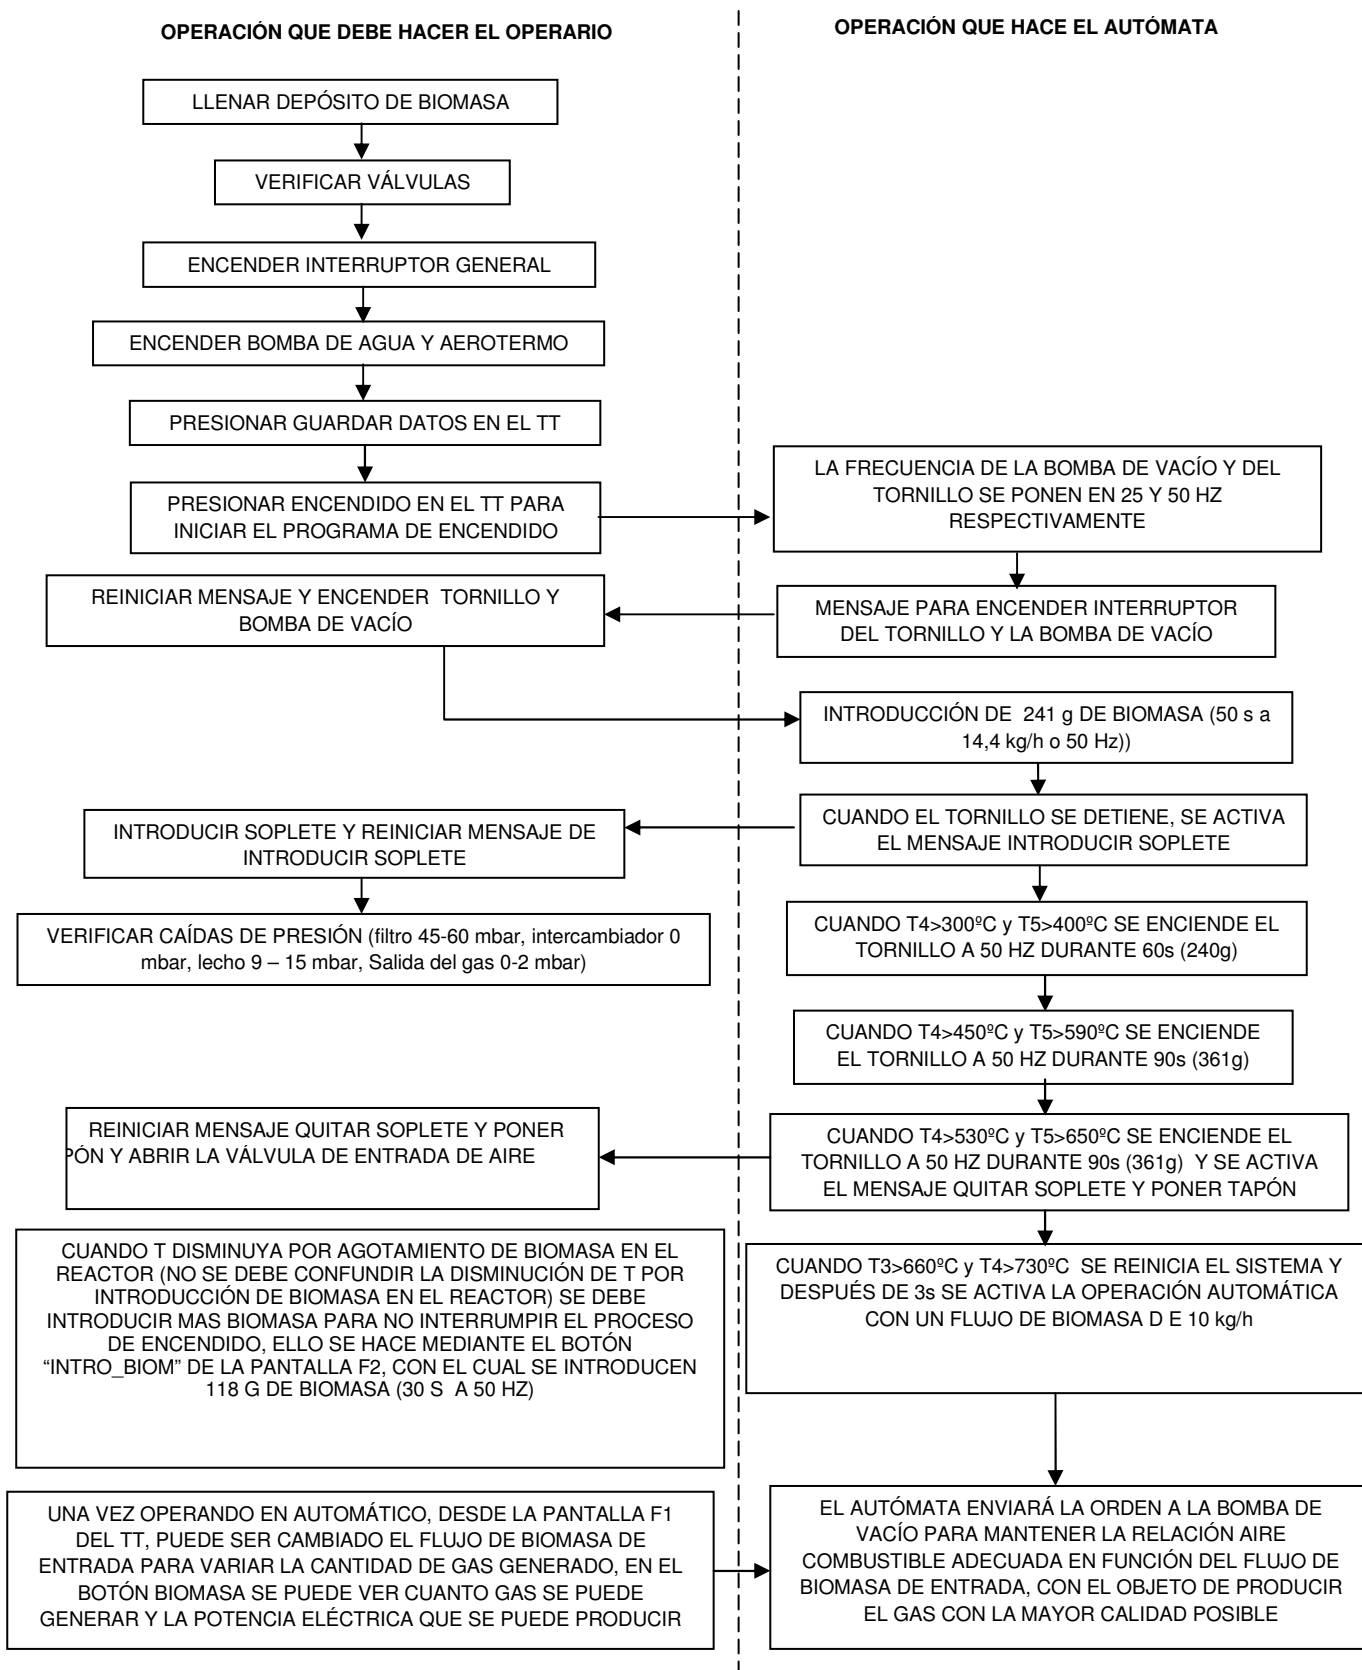 OPERACIÓN QUE DEBE HACER EL OPERARIO
OPERACIÓN QUE HACE EL AUTÓMATA
LLENAR DEPÓSITO DE BIOMASA
VERIFICAR VÁLVULAS
ENCENDER INTERRUPTOR GENERAL
ENCENDER BOMBA DE AGUA Y AEROTERMO
PRESIONAR GUARDAR DATOS EN EL TT
PRESIONAR ENCENDIDO EN EL TT PARA
INICIAR EL PROGRAMA DE ENCENDIDO
LA FRECUENCIA DE LA BOMBA DE VACÍO Y DEL
TORNILLO SE PONEN EN 25 Y 50 HZ
RESPECTIVAMENTE
MENSAJE PARA ENCENDER INTERRUPTOR
DEL TORNILLO Y LA BOMBA DE VACÍO
REINICIAR MENSAJE Y ENCENDER TORNILLO Y
BOMBA DE VACÍO
INTRODUCCIÓN DE 241 g DE BIOMASA (50 s a
14,4 kg/h o 50 Hz))
CUANDO EL TORNILLO SE DETIENE, SE ACTIVA
EL MENSAJE INTRODUCIR SOPLETE
INTRODUCIR SOPLETE Y REINICIAR MENSAJE DE
INTRODUCIR SOPLETE
VERIFICAR CAÍDAS DE PRESIÓN (filtro 45-60 mbar, intercambiador 0
mbar, lecho 9 – 15 mbar, Salida del gas 0-2 mbar)
CUANDO T4>300ºC y T5>400ºC SE ENCIENDE EL
TORNILLO A 50 HZ DURANTE 60s (240g)
CUANDO T4>450ºC y T5>590ºC SE ENCIENDE
EL TORNILLO A 50 HZ DURANTE 90s (361g)
CUANDO T4>530ºC y T5>650ºC SE ENCIENDE EL
TORNILLO A 50 HZ DURANTE 90s (361g) Y SE ACTIVA
EL MENSAJE QUITAR SOPLETE Y PONER TAPÓN
REINICIAR MENSAJE QUITAR SOPLETE Y PONER
PÓN Y ABRIR LA VÁLVULA DE ENTRADA DE AIRE
CUANDO T DISMINUYA POR AGOTAMIENTO DE BIOMASA EN EL
REACTOR (NO SE DEBE CONFUNDIR LA DISMINUCIÓN DE T POR
INTRODUCCIÓN DE BIOMASA EN EL REACTOR) SE DEBE
INTRODUCIR MAS BIOMASA PARA NO INTERRUMPIR EL PROCESO
DE ENCENDIDO, ELLO SE HACE MEDIANTE EL BOTÓN
“INTRO_BIOM” DE LA PANTALLA F2, CON EL CUAL SE INTRODUCEN
118 G DE BIOMASA (30 S A 50 HZ)
CUANDO T3>660ºC y T4>730ºC SE REINICIA EL SISTEMA Y
DESPUÉS DE 3s SE ACTIVA LA OPERACIÓN AUTOMÁTICA
CON UN FLUJO DE BIOMASA D E 10 kg/h
UNA VEZ OPERANDO EN AUTOMÁTICO, DESDE LA PANTALLA F1
DEL TT, PUEDE SER CAMBIADO EL FLUJO DE BIOMASA DE
ENTRADA PARA VARIAR LA CANTIDAD DE GAS GENERADO, EN EL
BOTÓN BIOMASA SE PUEDE VER CUANTO GAS SE PUEDE
GENERAR Y LA POTENCIA ELÉCTRICA QUE SE PUEDE PRODUCIR
EL AUTÓMATA ENVIARÁ LA ORDEN A LA BOMBA DE
VACÍO PARA MANTENER LA RELACIÓN AIRE
COMBUSTIBLE ADECUADA EN FUNCIÓN DEL FLUJO DE
BIOMASA DE ENTRADA, CON EL OBJETO DE PRODUCIR
EL GAS CON LA MAYOR CALIDAD POSIBLE